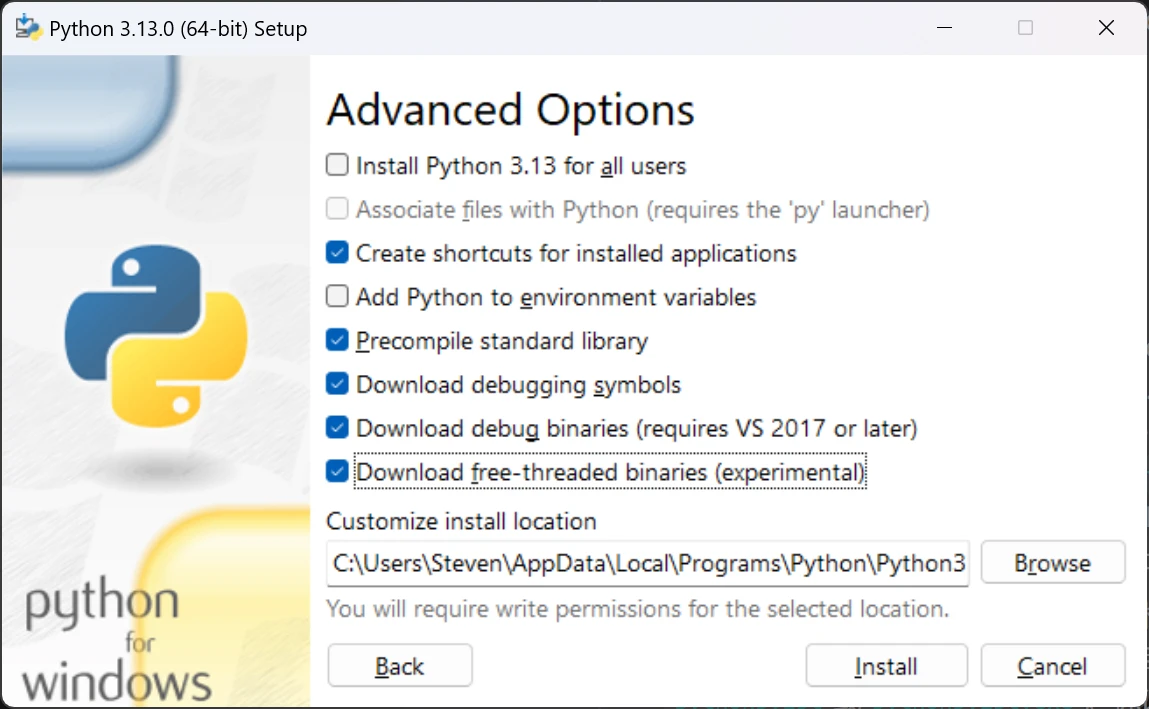 Python 3.13.0 (64-bit) Setup
Advanced Options
Install Python 3.13 for all users
Associate files with Python (requires the 'py' launcher)
Create shortcuts for installed applications
Add Python to environment variables
Precompile standard library
Download debugging symbols
Download debug binaries (requires VS 2017 or later)
Download free-threaded binaries (experimental)
Customize install location
C:\Users\Steven\AppData\Local\Programs\Python\Python3
Browse
You will require write permissions for the selected location.
Back
Install
Cancel
python
for
windows